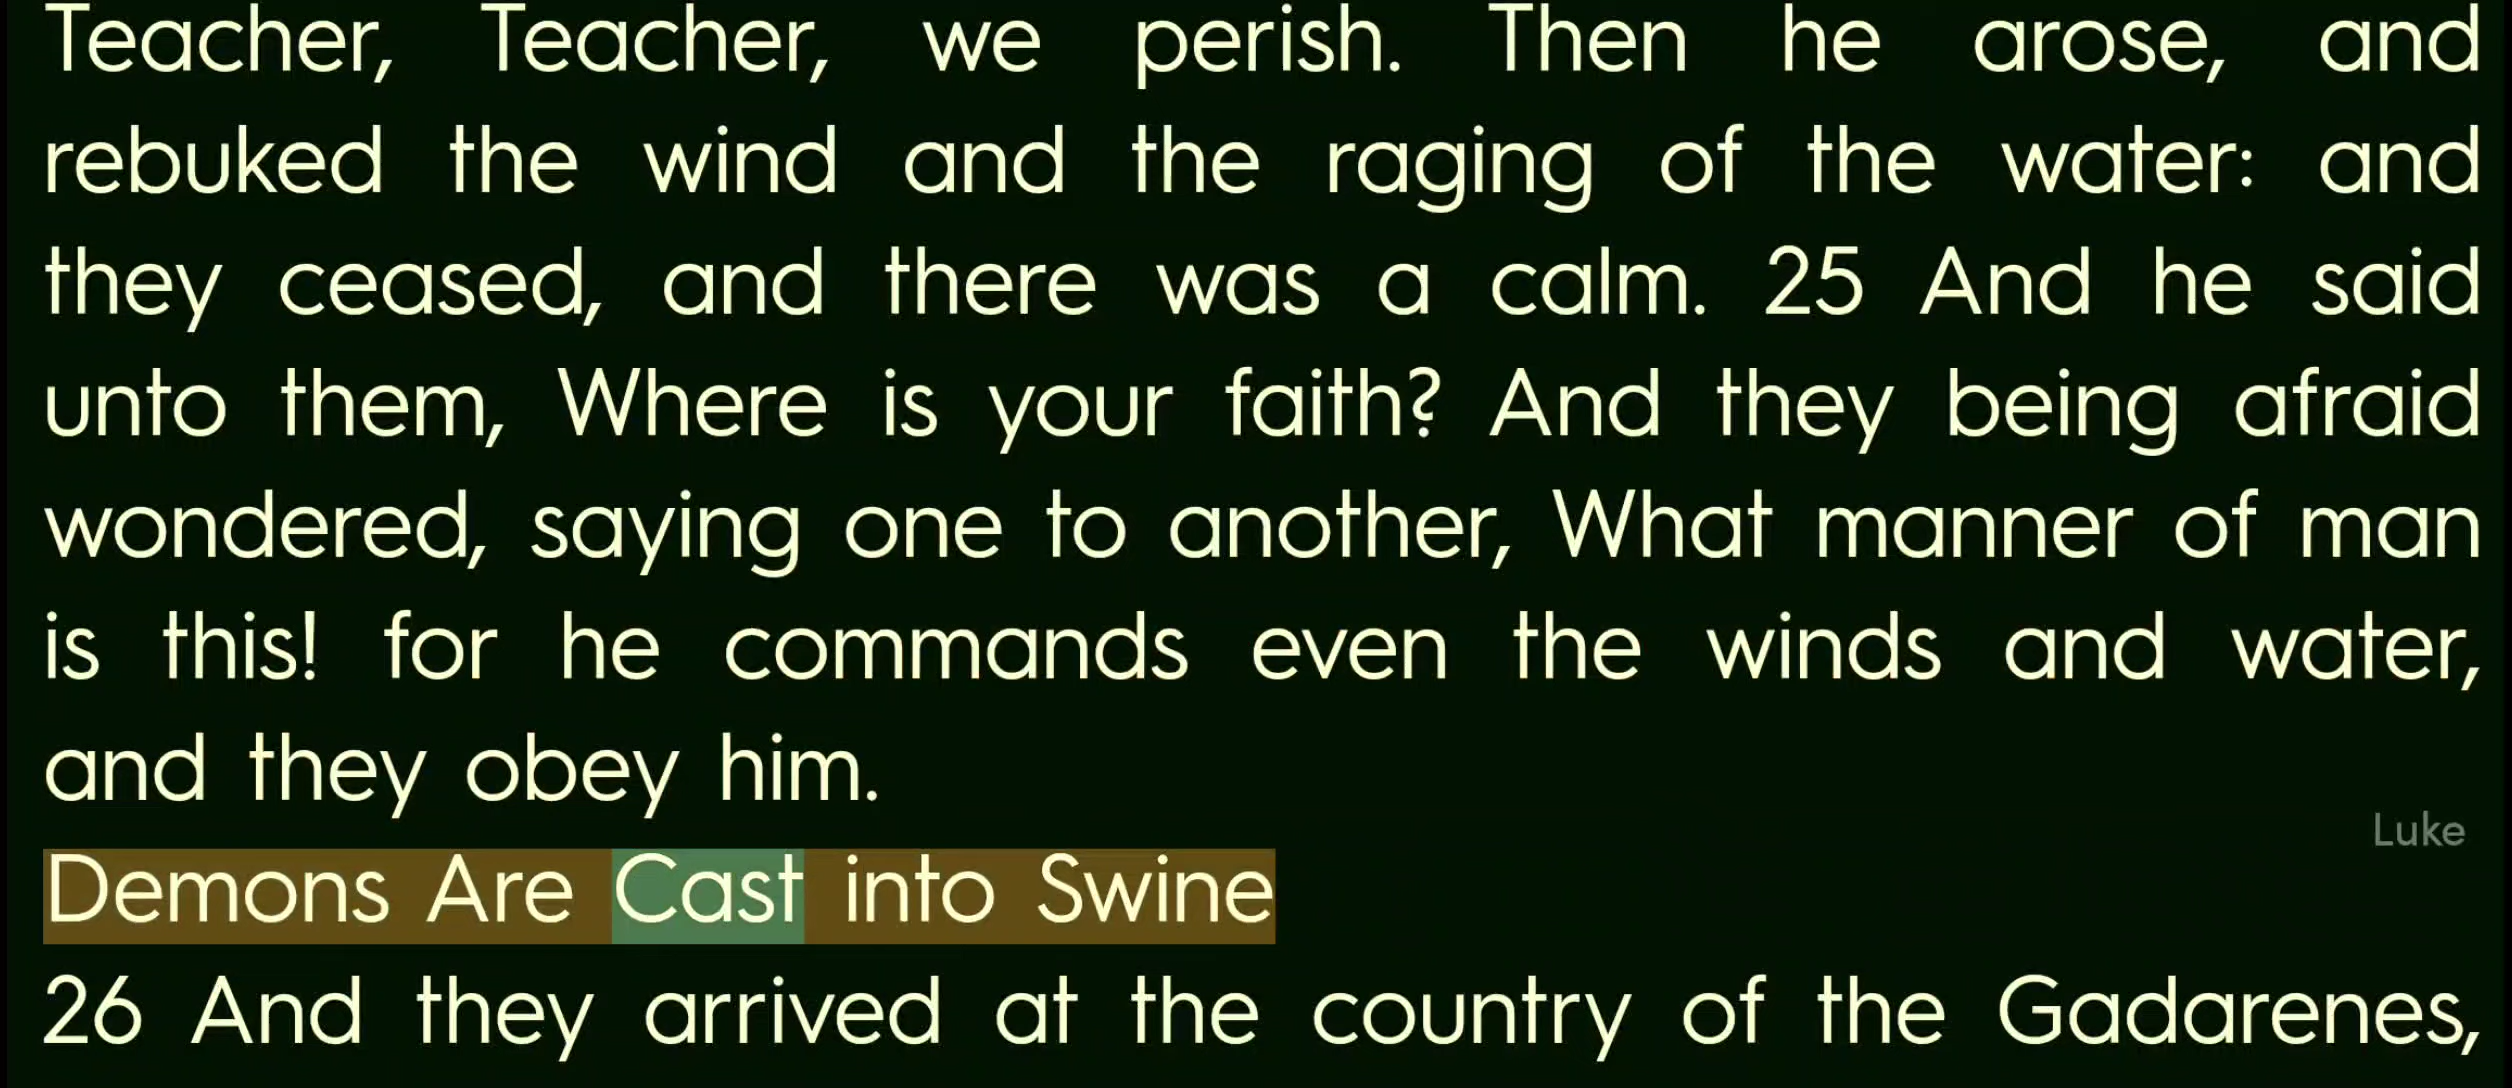 Teacher, Teacher, we perish. Then he arose, and
rebuked the wind and the raging of the water: and
they ceased, and there was a calm. 25 And he said
unto them, Where is your faith? And they being afraid
wondered, saying one to another, What manner of man
is this! for he commands even the winds and water,
and they obey him.
Luke
Demons Are Cast into Swine
26 And they arrived at the country of the Gadarenes,